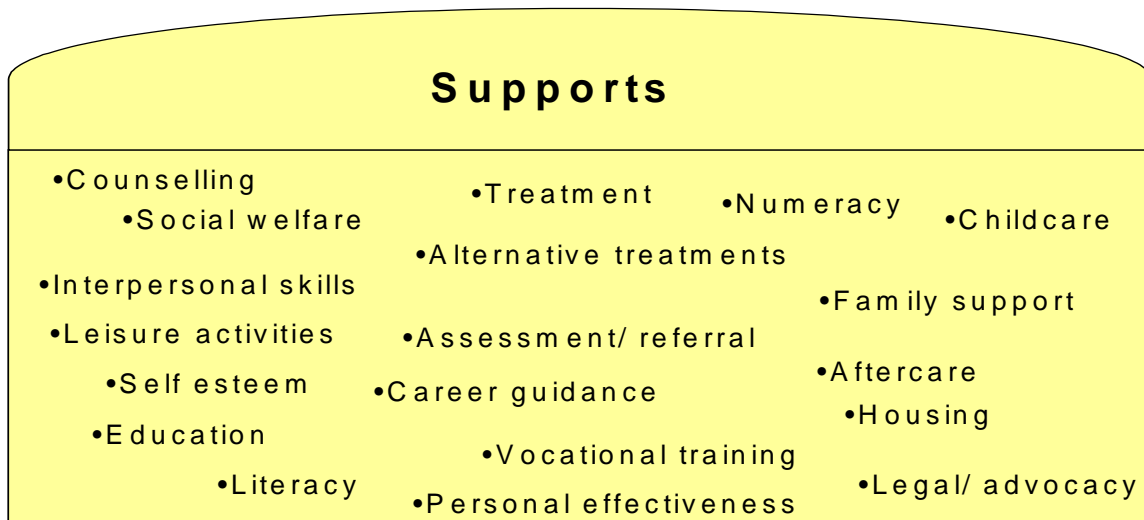 Supports
•Counselling
•Treatment
•Numeracy
•Childcare
•Social welfare
•Alternative treatments
•Interpersonal skills
•Family support
•Leisure activities
•Assessment/ referral
•Self esteem
•Career guidance
•Aftercare
•Housing
•Education
•Vocational training
•Literacy
•Personal effectiveness
•Legal/ advocacy